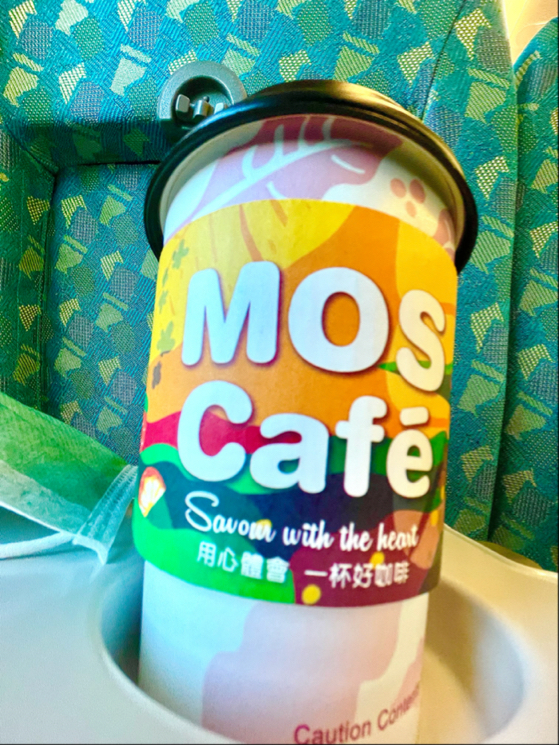 MOS
Café
Savour with the heart
用心體會 一杯好咖啡
Caution Conten